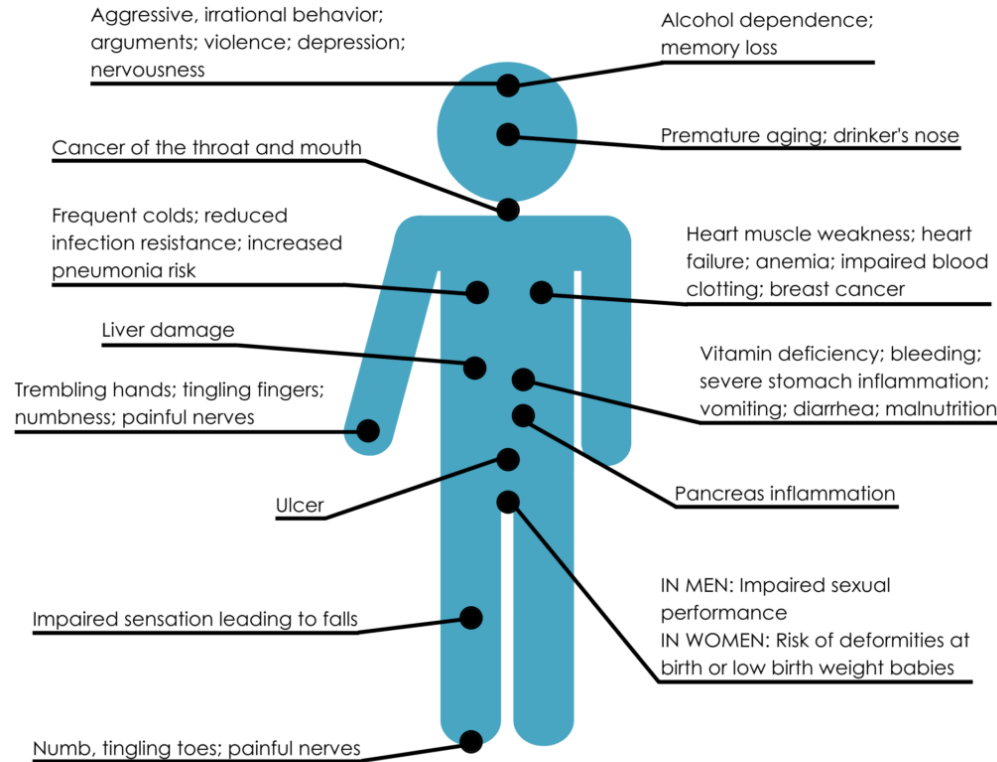 Aggressive, irrational behavior;
arguments; violence; depression;
nervousness
Alcohol dependence;
memory loss
Premature aging; drinker's nose
Cancer of the throat and mouth
Frequent colds; reduced
infection resistance; increased
pneumonia risk
Heart muscle weakness; heart
failure; anemia; impaired blood
clotting; breast cancer
Liver damage
Vitamin deficiency; bleeding;
severe stomach inflammation;
vomiting; diarrhea; malnutrition
Trembling hands; tingling fingers;
numbness; painful nerves
Ulcer
Pancreas inflammation
IN MEN: Impaired sexual
performance
IN WOMEN: Risk of deformities at
birth or low birth weight babies
Impaired sensation leading to falls
Numb, tingling toes; painful nerves